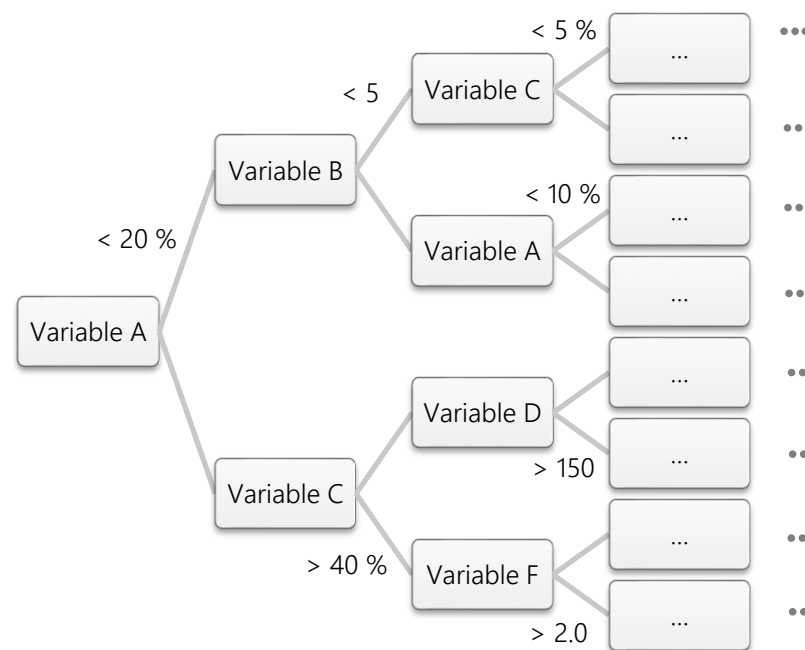 < 5 %
...
Variable C
< 5
...
Variable B
< 10 %
...
< 20 %
Variable A
...
Variable A
...
Variable D
> 150
...
Variable C
> 40 %
...
Variable F
> 2.0
...